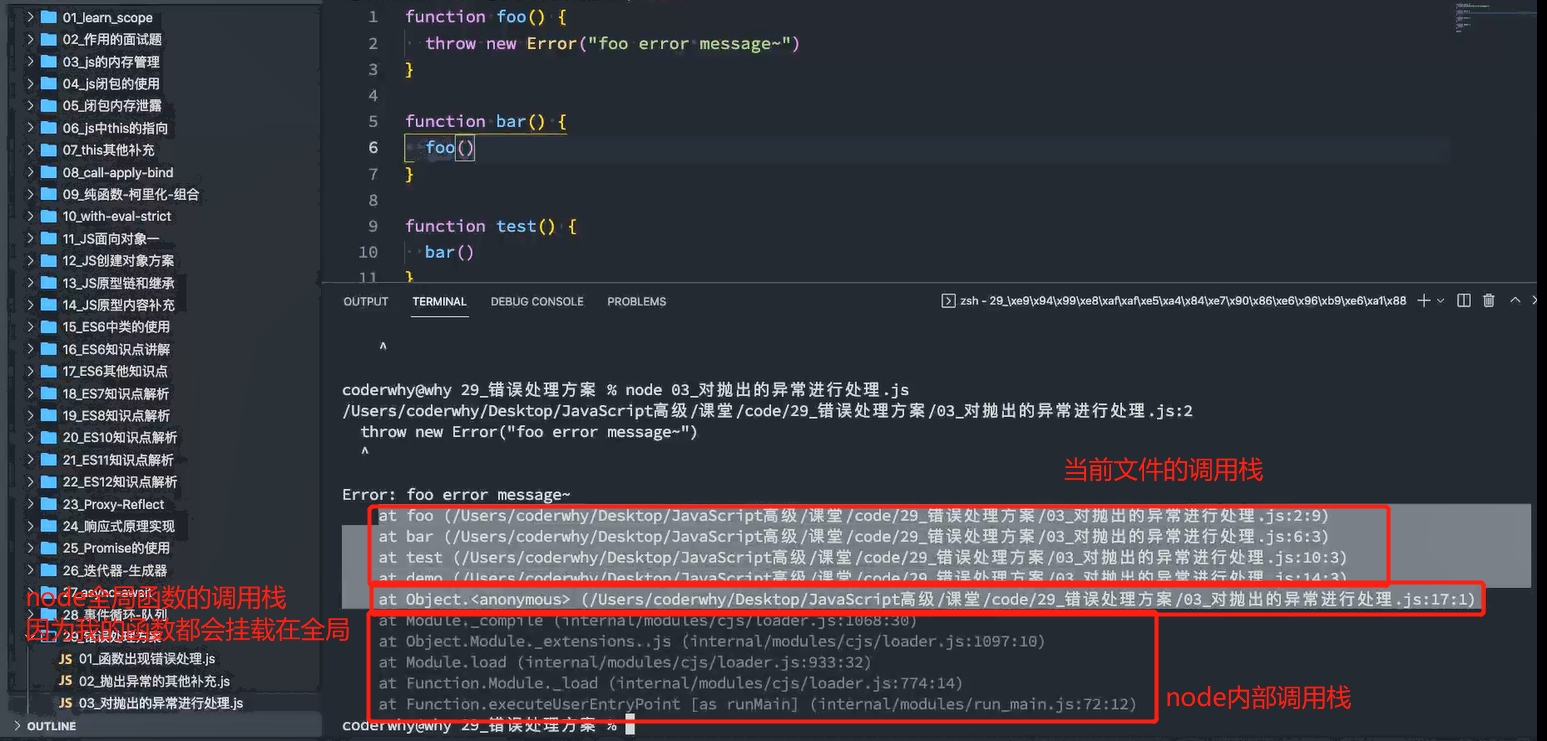 01_learn_scope
02_作用的面试题
03_js的内存管理
04_js闭包的使用
05_闭包内存泄露
06_js中this的指向
07_this其他补充
08_call-apply-bind
09_纯函数-柯里化-组合
10_with-eval-strict
11_JS面向对象一
12_JS创建对象方案
13_JS原型链和继承
14_JS原型内容补充
15_ES6中类的使用
16_ES6知识点讲解
17_ES6其他知识点
18_ES7知识点解析
19_ES8知识点解析
20_ES10知识点解析
21_ES11知识点解析
22_ES12知识点解析
23_Proxy-Reflect
24_响应式原理实现
25_Promise的使用
26_迭代器-生成器
27_async-await
28_事件循环-队列
29_错误处理方案
JS 01_函数出现错误处理.js
JS 02_抛出异常的其他补充.js
JS 03_对抛出的异常进行处理.js
OUTLINE
node全局函数的调用栈
因为我的函数都会挂载在全局
1 function foo() {
2 throw new Error("foo error message~")
3 }
4
5 function bar() {
6 foo()
7 }
8
9 function test() {
10 bar()
11 }
OUTPUT TERMINAL DEBUG CONSOLE PROBLEMS
zsh - 29_\xe9\x94\x99\xe8\xaf\xaf\xe5\xa4\x84\xe7\x90\x86\xe6\x96\xb9\xe6\xa1\x88
^
coderwhy@why 29_错误处理方案 % node 03_对抛出的异常进行处理.js
/Users/coderwhy/Desktop/JavaScript高级/课堂/code/29_错误处理方案/03_对抛出的异常进行处理.js:2
throw new Error("foo error message~")
^
当前文件的调用栈
Error: foo error message~
at foo (/Users/coderwhy/Desktop/JavaScript高级/课堂/code/29_错误处理方案/03_对抛出的异常进行处理.js:2:9)
at bar (/Users/coderwhy/Desktop/JavaScript高级/课堂/code/29_错误处理方案/03_对抛出的异常进行处理.js:6:3)
at test (/Users/coderwhy/Desktop/JavaScript高级/课堂/code/29_错误处理方案/03_对抛出的异常进行处理.js:10:3)
at demo (/Users/coderwhy/Desktop/JavaScript高级/课堂/code/29_错误处理方案/03_对抛出的异常进行处理.js:14:3)
at Object.<anonymous> (/Users/coderwhy/Desktop/JavaScript高级/课堂/code/29_错误处理方案/03_对抛出的异常进行处理.js:17:1)
at Module._compile (internal/modules/cjs/loader.js:1068:30)
at Object.Module._extensions..js (internal/modules/cjs/loader.js:1097:10)
at Module.load (internal/modules/cjs/loader.js:933:32)
at Function.Module._load (internal/modules/cjs/loader.js:774:14)
at Function.executeUserEntryPoint [as runMain] (internal/modules/run_main.js:72:12)
node内部调用栈
coderwhy@why 29_错误处理方案 %